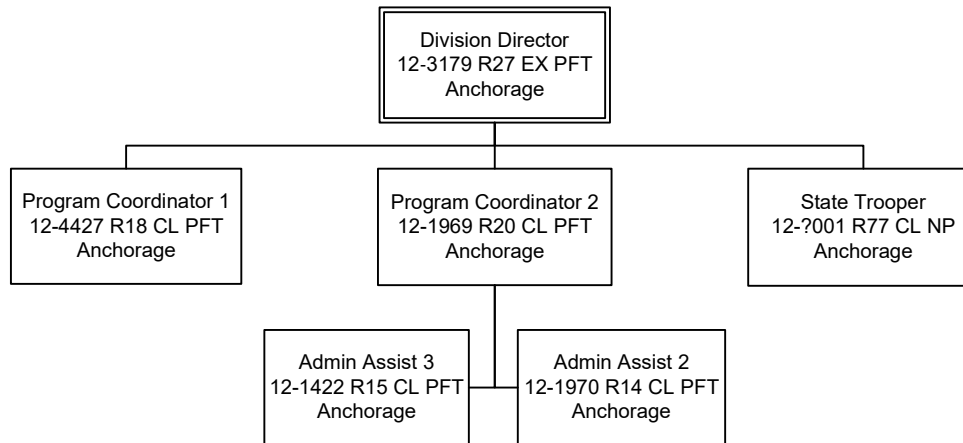 Division Director
12-3179 R27 EX PFT
Anchorage
Program Coordinator 1
12-4427 R18 CL PFT
Anchorage
Program Coordinator 2
12-1969 R20 CL PFT
Anchorage
State Trooper
12-?001 R77 CL NP
Anchorage
Admin Assist 3
12-1422 R15 CL PFT
Anchorage
Admin Assist 2
12-1970 R14 CL PFT
Anchorage